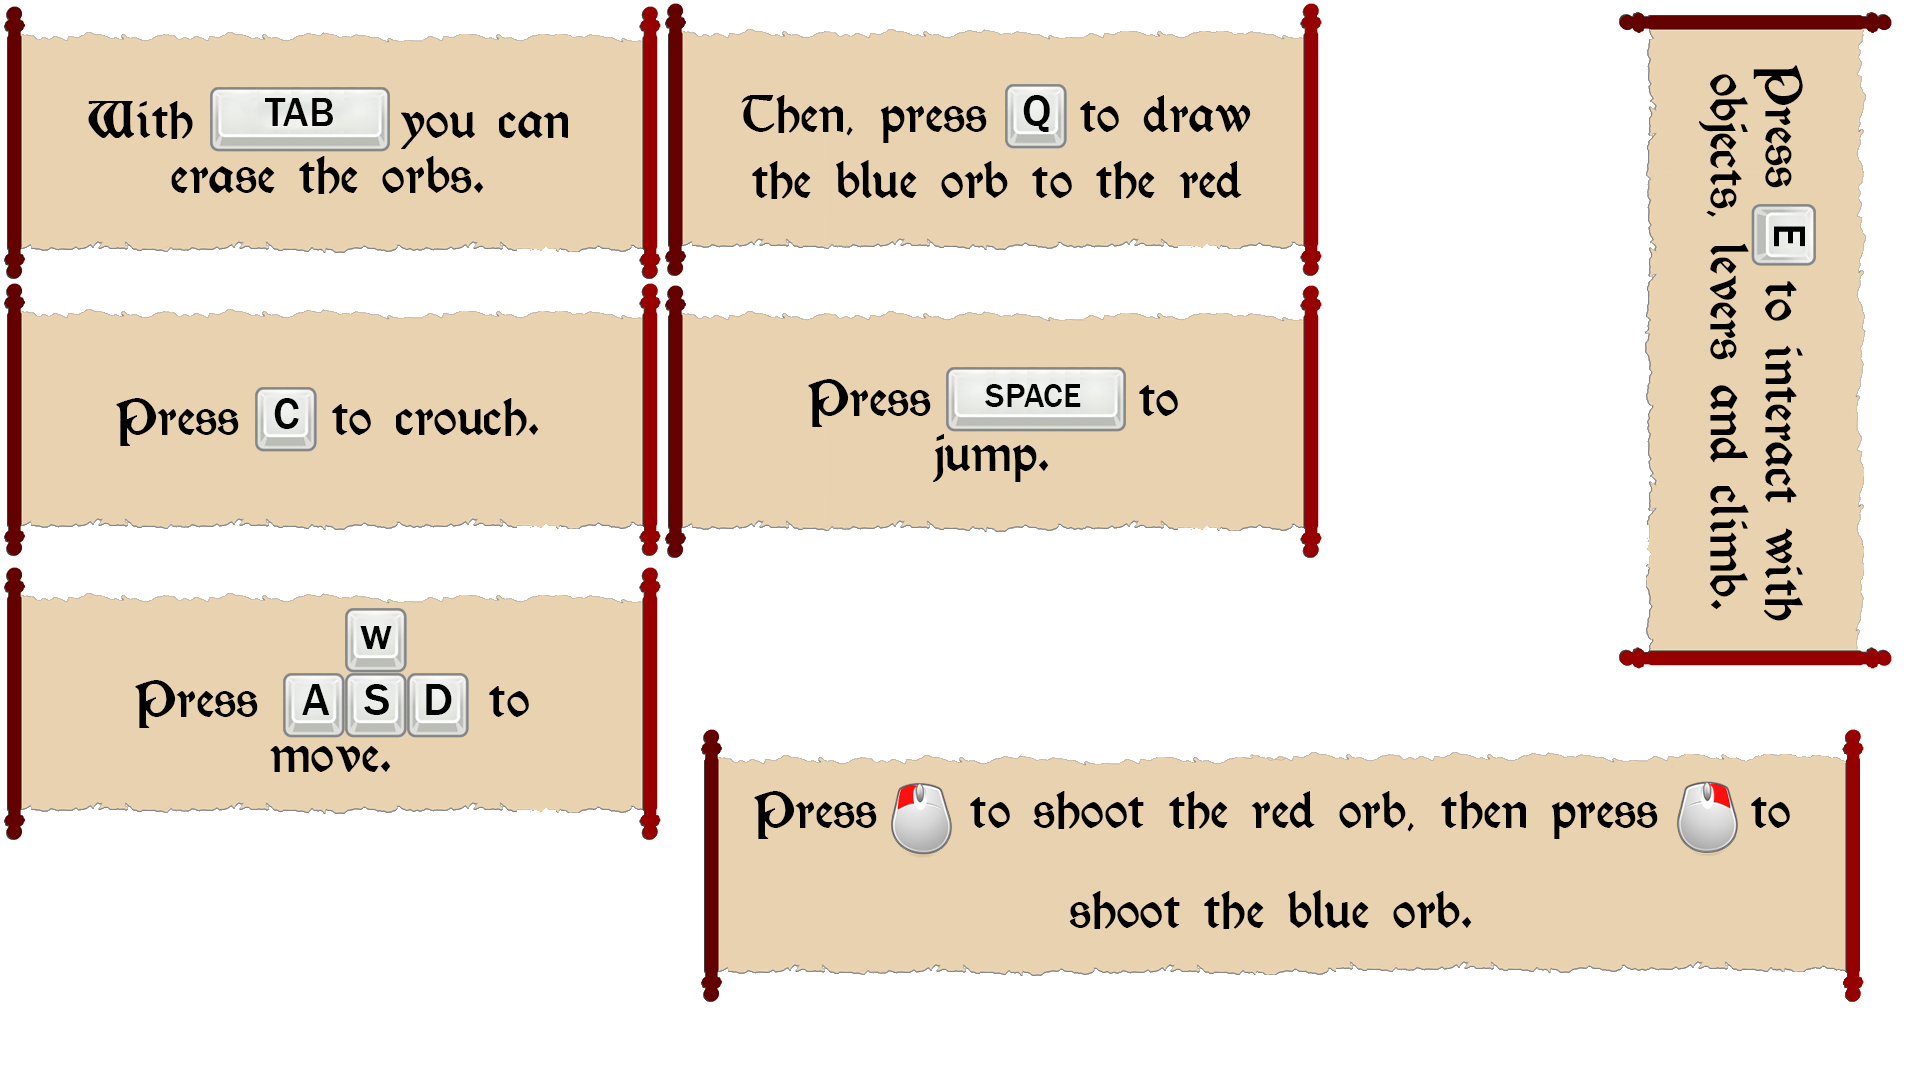 With TAB you can
erase the orbs.
Then, press Q to draw
the blue orb to the red
Press C to crouch.
Press SPACE to
jump.
W
Press A S D to
move.
Press E to interact with
objects, levers and climb.
Press to shoot the red orb, then press to
shoot the blue orb.